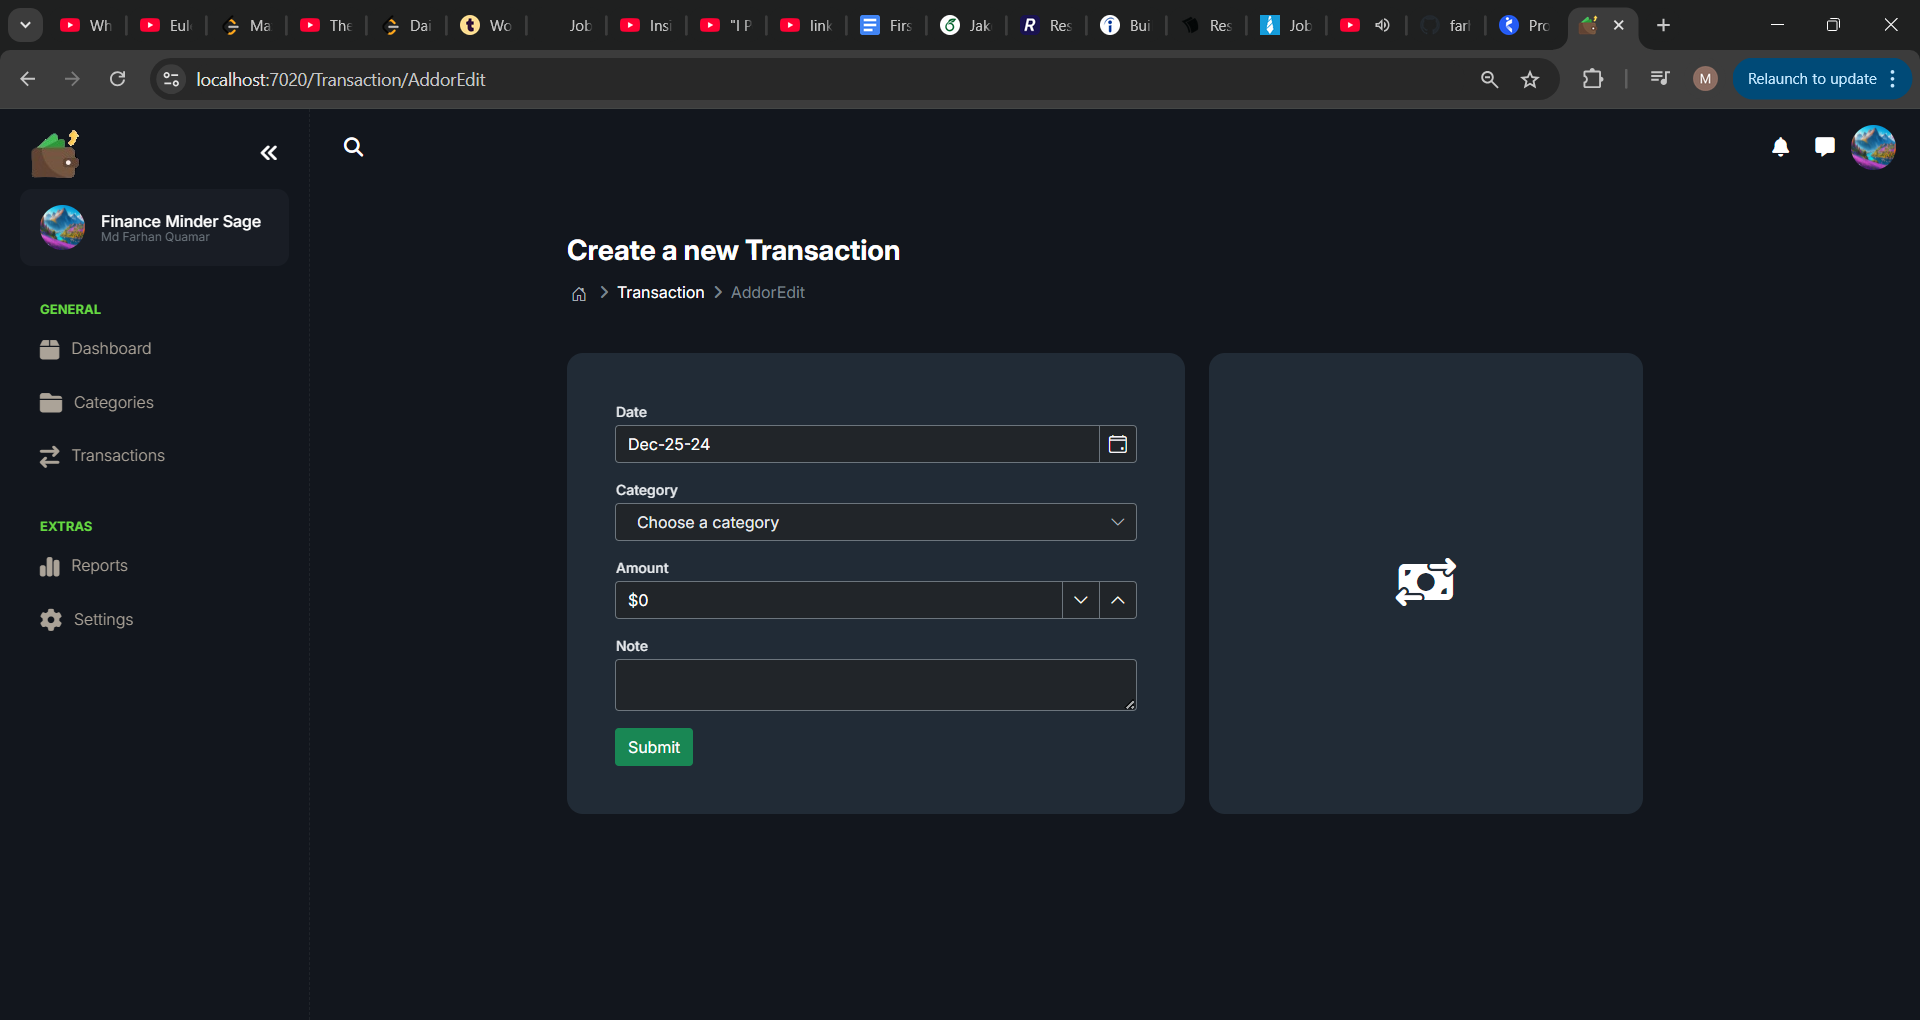 Wh
Eul
Ma
The
Dai
Wo
Job
Insi
"I P
link
Firs
Jak
R
Res
Bui
Res
Job
farl
Pro
localhost:7020/Transaction/AddorEdit
M
Relaunch to update
Finance Minder Sage
Md Farhan Quamar
GENERAL
Dashboard
Categories
Transactions
EXTRAS
Reports
Settings
Create a new Transaction
Transaction
AddorEdit
Date
Dec-25-24
Category
Choose a category
Amount
$0
Note
Submit